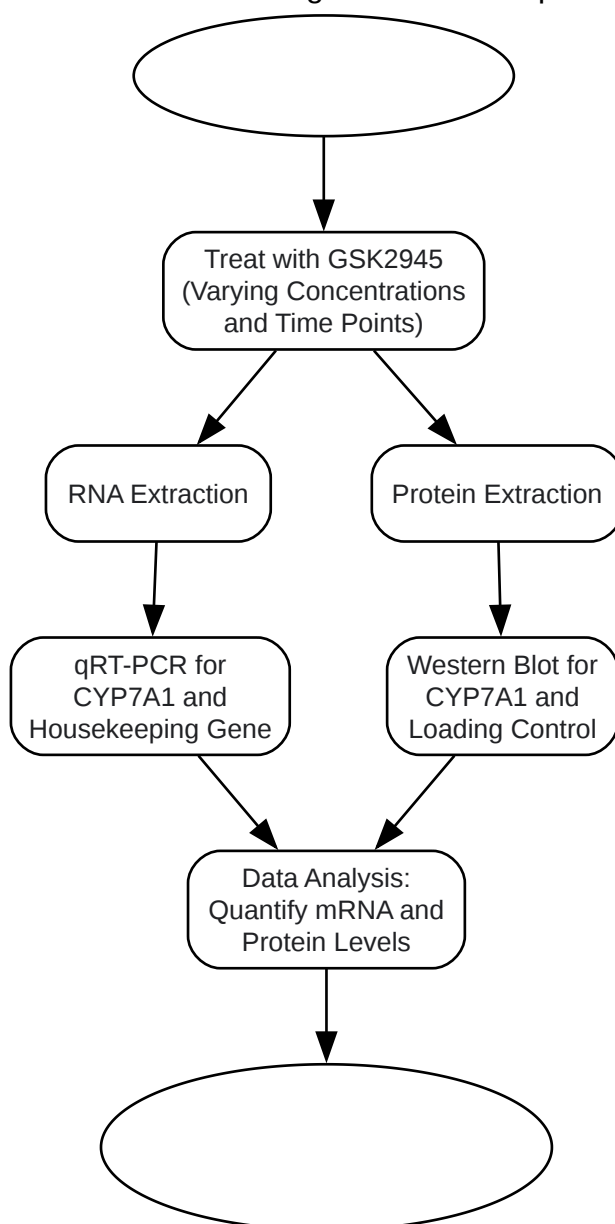 Treat with GSK2945
(Varying Concentrations
and Time Points)
RNA Extraction
Protein Extraction
qRT-PCR for
CYP7A1 and
Housekeeping Gene
Western Blot for
CYP7A1 and
Loading Control
Data Analysis:
Quantify mRNA and
Protein Levels